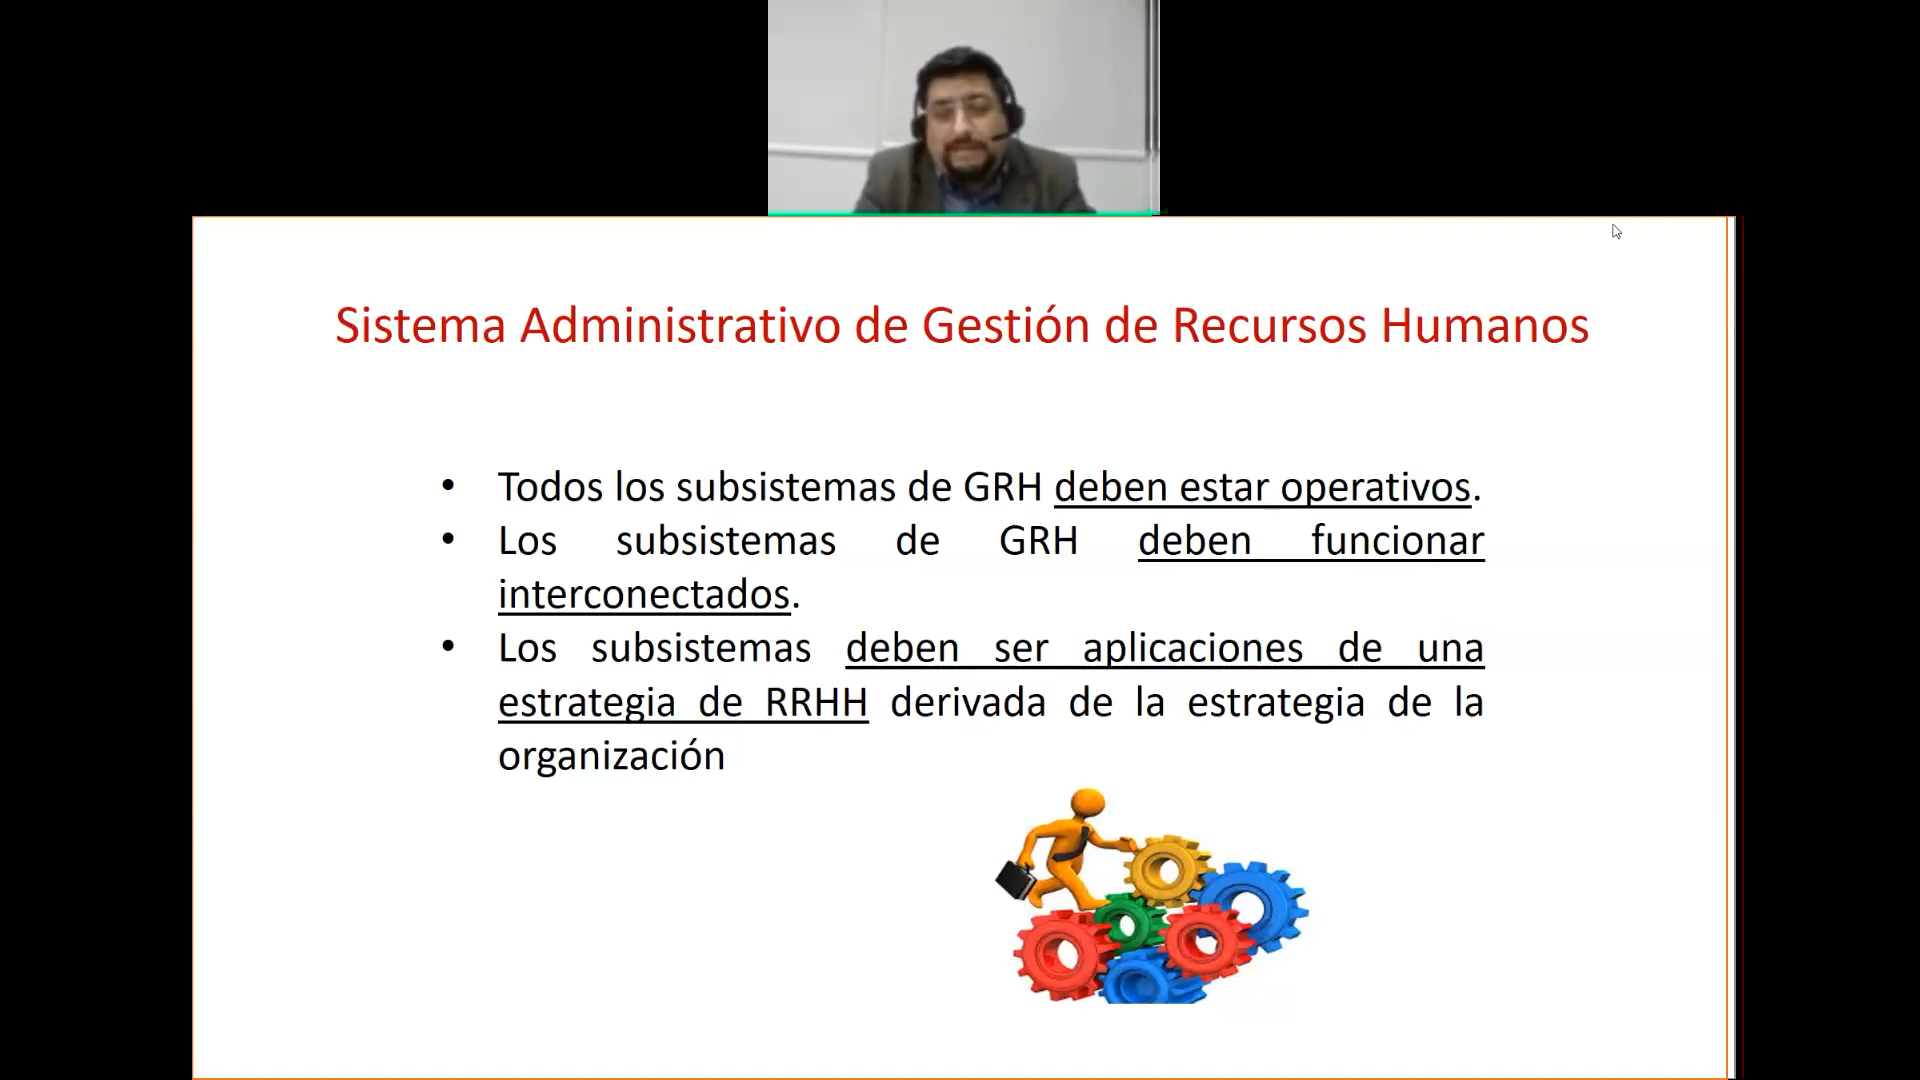 Sistema Administrativo de Gestión de Recursos Humanos
• Todos los subsistemas de GRH deben estar operativos.
• Los subsistemas de GRH deben funcionar
interconectados.
• Los subsistemas deben ser aplicaciones de una
estrategia de RRHH derivada de la estrategia de la
organización